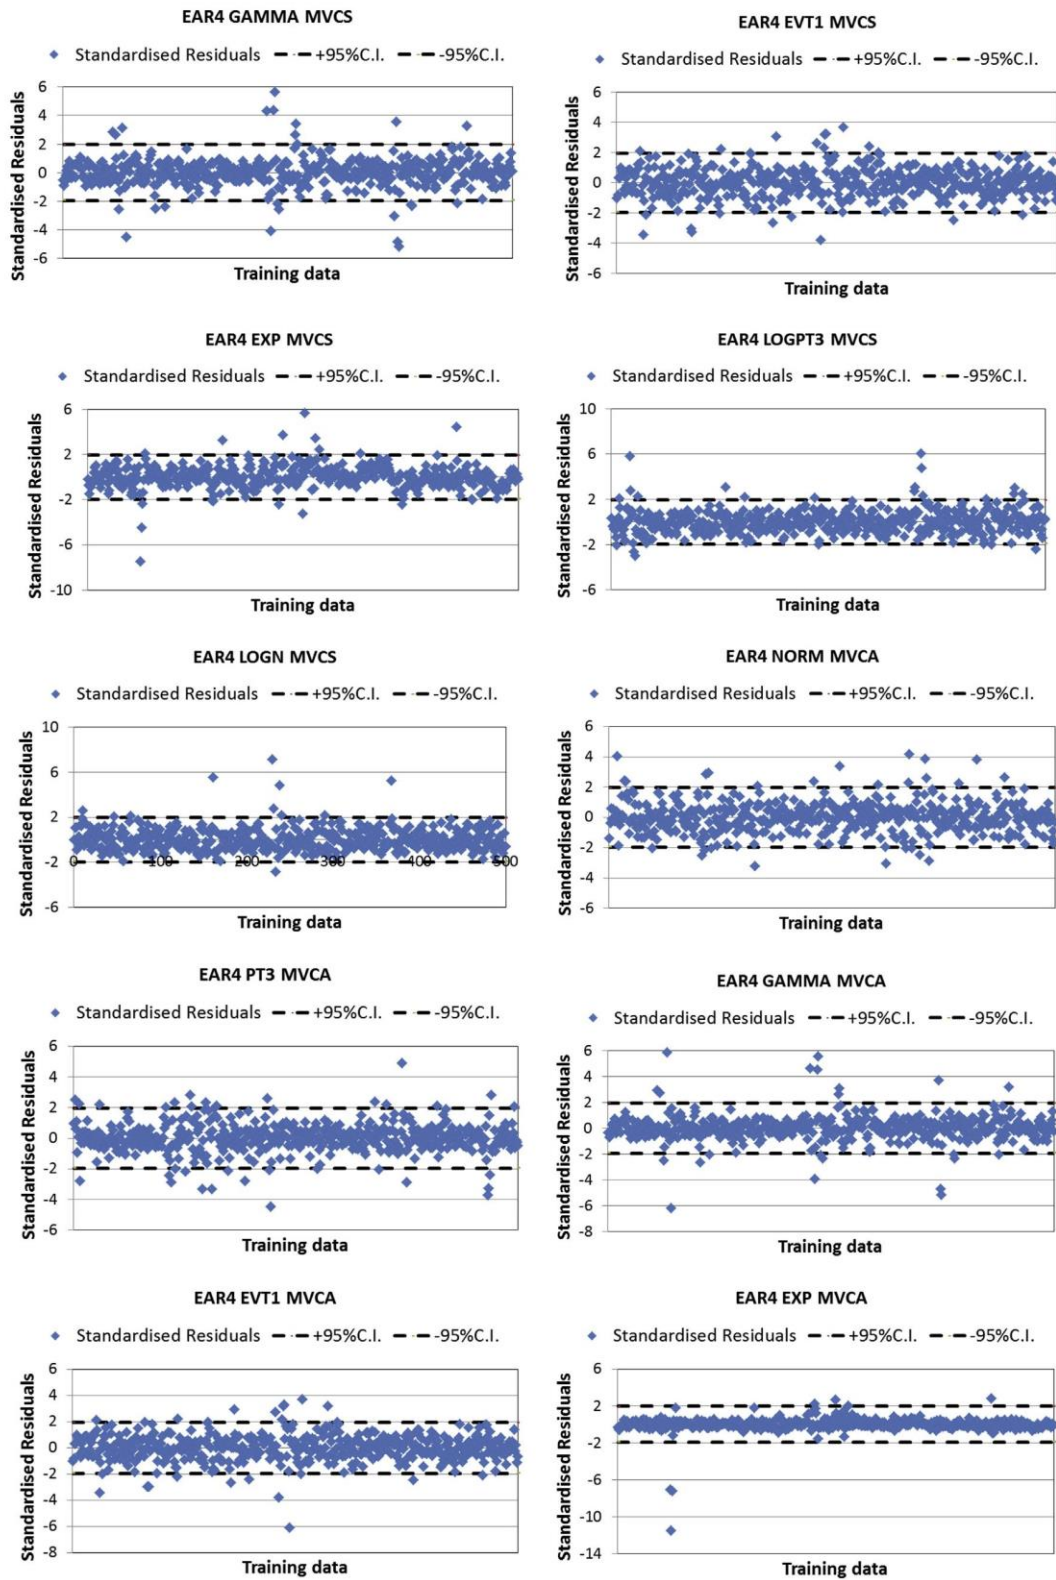 EAR4 GAMMA MVCS
Standardised Residuals +95%C.I. -95%C.I.
Standardised Residuals
6
4
2
0
-2
-4
-6
Training data
EAR4 EVT1 MVCS
Standardised Residuals +95%C.I. -95%C.I.
Standardised Residuals
6
4
2
0
-2
-4
-6
Training data
EAR4 EXP MVCS
Standardised Residuals +95%C.I. -95%C.I.
Standardised Residuals
6
2
-2
-6
-10
Training data
EAR4 LOGPT3 MVCS
Standardised Residuals +95%C.I. -95%C.I.
Standardised Residuals
10
6
2
-2
-6
Training data
EAR4 LOGN MVCS
Standardised Residuals +95%C.I. -95%C.I.
Standardised Residuals
10
6
2
-2
-6
0 100 200 300 400 500
Training data
EAR4 NORM MVCA
Standardised Residuals +95%C.I. -95%C.I.
Standardised Residuals
6
4
2
0
-2
-4
-6
Training data
EAR4 PT3 MVCA
Standardised Residuals +95%C.I. -95%C.I.
Standardised Residuals
6
4
2
0
-2
-4
-6
Training data
EAR4 GAMMA MVCA
Standardised Residuals +95%C.I. -95%C.I.
Standardised Residuals
6
4
2
0
-2
-4
-6
-8
Training data
EAR4 EVT1 MVCA
Standardised Residuals +95%C.I. -95%C.I.
Standardised Residuals
6
4
2
0
-2
-4
-6
-8
Training data
EAR4 EXP MVCA
Standardised Residuals +95%C.I. -95%C.I.
Standardised Residuals
6
2
-2
-6
-10
-14
Training data